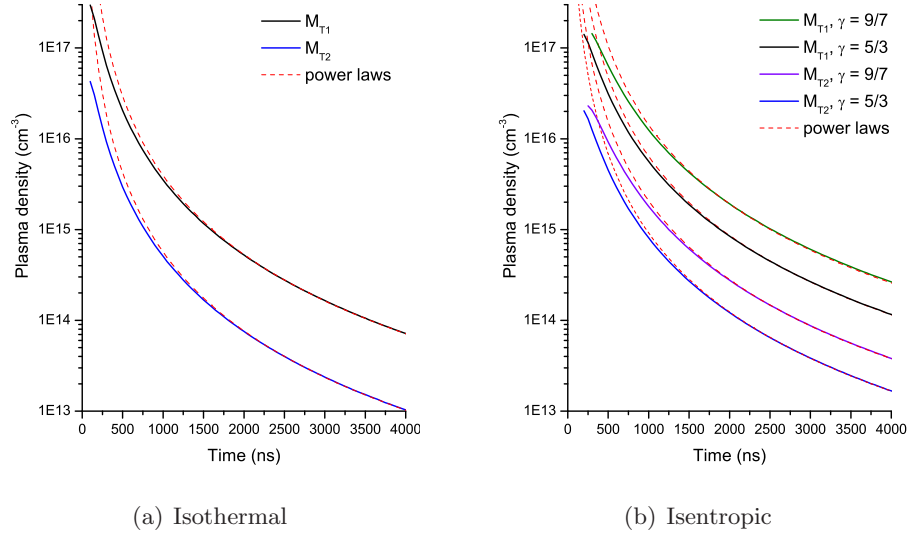 M_T1
M_T2
power laws
1E17
1E16
1E15
1E14
1E13
Plasma density (cm⁻³)
0 500 1000 1500 2000 2500 3000 3500 4000
Time (ns)
(a) Isothermal
M_T1, γ = 9/7
M_T1, γ = 5/3
M_T2, γ = 9/7
M_T2, γ = 5/3
power laws
1E17
1E16
1E15
1E14
1E13
Plasma density (cm⁻³)
0 500 1000 1500 2000 2500 3000 3500 4000
Time (ns)
(b) Isentropic